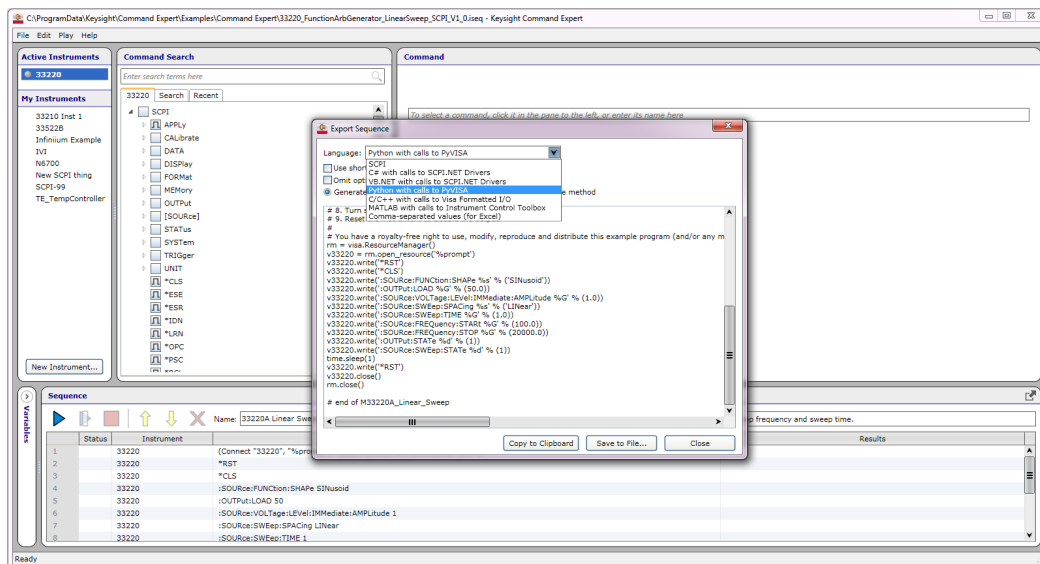 C:\ProgramData\Keysight\Command Expert\Examples\Command Expert\33220_FunctionArbGenerator_LinearSweep_SCPI_V1_0.iseq - Keysight Command Expert
File Edit Play Help
Active Instruments
33220
My Instruments
33210 Inst 1
33522B
Infiniium Example
IVI
N6700
New SCPI thing
SCPI-99
TE_TempController
New Instrument...
Command Search
Enter search terms here
33220 Search Recent
SCPI
APPLy
CALibrate
DATA
DISPlay
FORMat
MEMory
OUTPut
[SOURce]
STATus
SYSTem
TRIGger
UNIT
*CLS
*ESE
*ESR
*IDN
*LRN
*OPC
*PSC
Command
To select a command, click it in the pane to the left, or enter its name here
Export Sequence
Language: Python with calls to PyVISA
SCPI
C# with calls to SCPI.NET Drivers
VB.NET with calls to SCPI.NET Drivers
Python with calls to PyVISA
C/C++ with calls to Visa Formatted I/O
MATLAB with calls to Instrument Control Toolbox
Comma-separated values (for Excel)
Use shor
Omit opt
Generate
e method
# 8. Turn
# 9. Reset
#
# You have a royalty-free right to use, modify, reproduce and distribute this example program (and/or any m
rm = visa.ResourceManager()
v33220 = rm.open_resource('%prompt')
v33220.write('*RST')
v33220.write('*CLS')
v33220.write(':SOURce:FUNCtion:SHAPe %s' % ('SINusoid'))
v33220.write(':OUTPut:LOAD %G' % (50.0))
v33220.write(':SOURce:VOLTage:LEVel:IMMediate:AMPLitude %G' % (1.0))
v33220.write(':SOURce:SWEep:SPACing %s' % ('LINear'))
v33220.write(':SOURce:SWEep:TIME %G' % (1.0))
v33220.write(':SOURce:FREQuency:STARt %G' % (100.0))
v33220.write(':SOURce:FREQuency:STOP %G' % (20000.0))
v33220.write(':OUTPut:STATe %d' % (1))
v33220.write(':SOURce:SWEep:STATe %d' % (1))
time.sleep(1)
v33220.write('*RST')
v33220.close()
rm.close()
# end of M33220A_Linear_Sweep
Copy to Clipboard Save to File... Close
Variables
Sequence
Name: 33220A Linear Swe
p frequency and sweep time.
Status Instrument Results
1 33220 (Connect "33220", "%pro
2 33220 *RST
3 33220 *CLS
4 33220 :SOURce:FUNCtion:SHAPe SINusoid
5 33220 :OUTPut:LOAD 50
6 33220 :SOURce:VOLTage:LEVel:IMMediate:AMPLitude 1
7 33220 :SOURce:SWEep:SPACing LINear
8 33220 :SOURce:SWEep:TIME 1
Ready